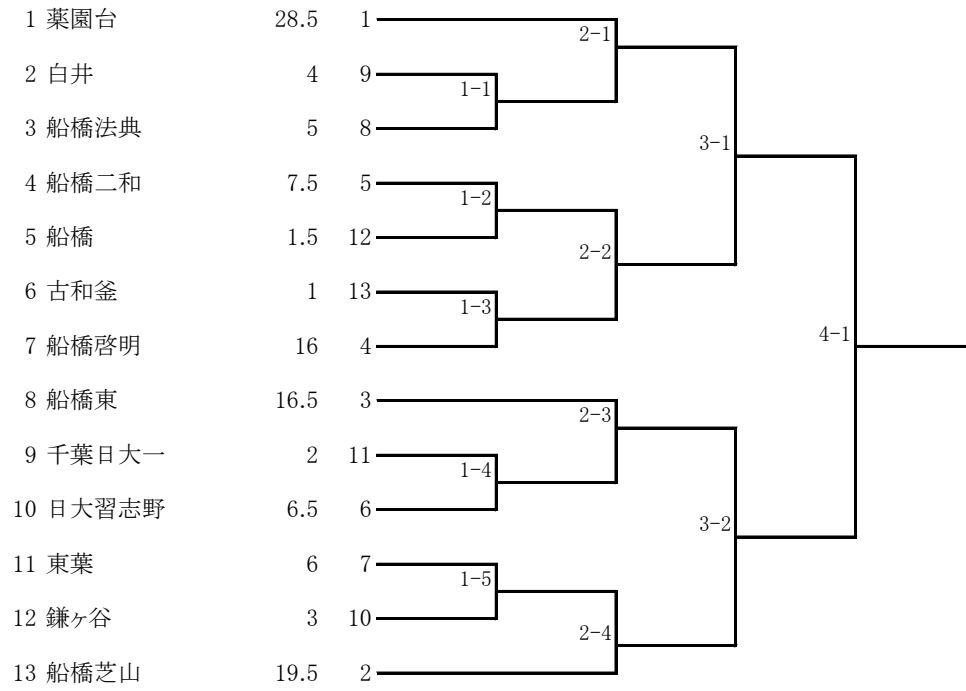 1 薬園台 28.5 1
2-1
2 白井 4 9
1-1
3 船橋法典 5 8
3-1
4 船橋二和 7.5 5
1-2
5 船橋 1.5 12
2-2
6 古和釜 1 13
1-3
7 船橋啓明 16 4
4-1
8 船橋東 16.5 3
2-3
9 千葉日大一 2 11
1-4
10 日大習志野 6.5 6
3-2
11 東葉 6 7
1-5
12 鎌ヶ谷 3 10
2-4
13 船橋芝山 19.5 2